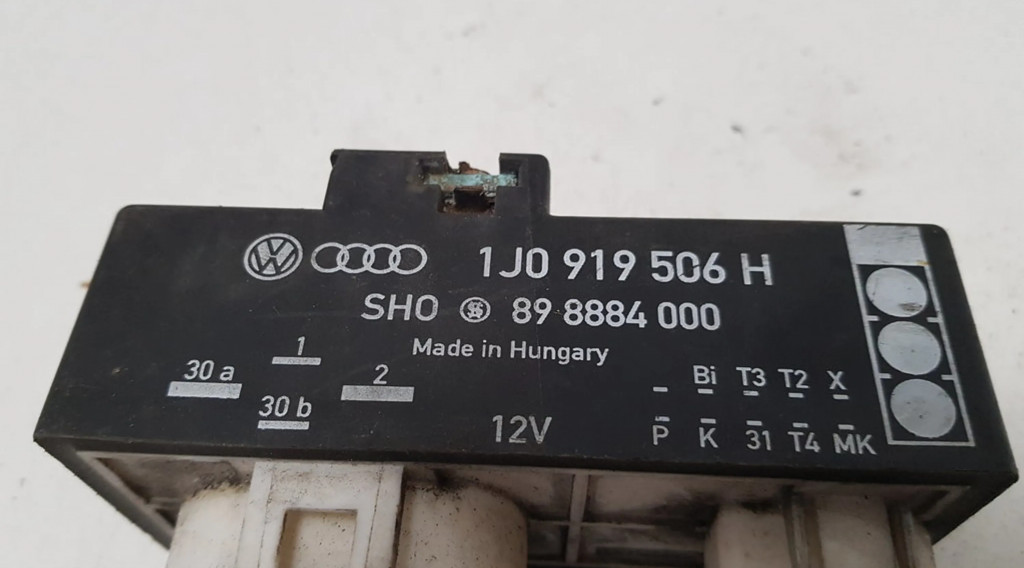 1J0 919 506 H
SHO 89 8884 000
Made in Hungary
1
30 a 2
30 b
12V
Bi T3 T2 X
P K 31 T4 MK